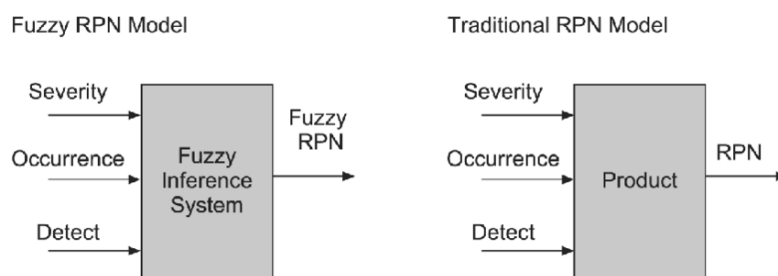 Fuzzy RPN Model
Severity
Occurrence
Detect
Fuzzy
Inference
System
Fuzzy
RPN
Traditional RPN Model
Severity
Occurrence
Detect
Product
RPN